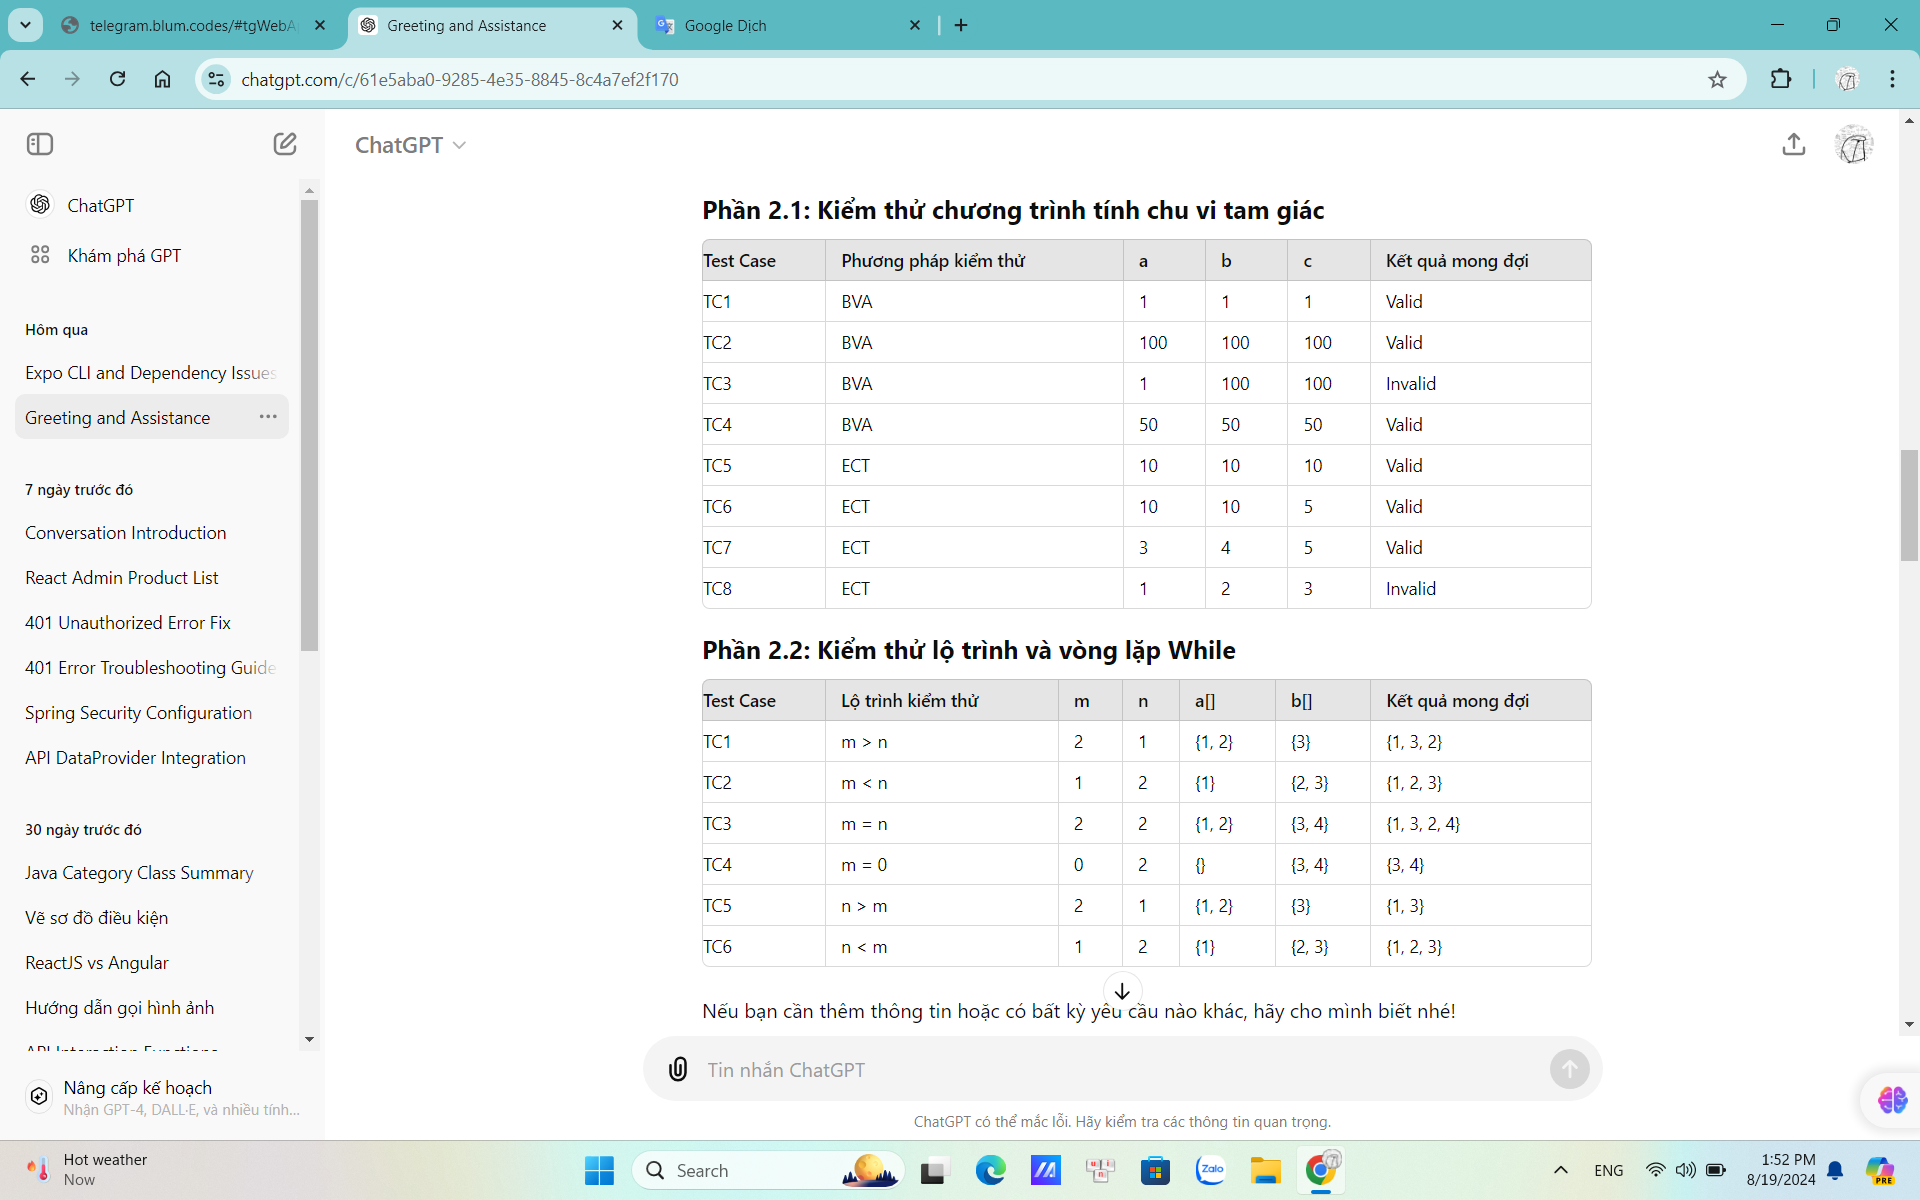 telegram.blum.codes/#tgWebA
Greeting and Assistance
Google Dịch
chatgpt.com/c/61e5aba0-9285-4e35-8845-8c4a7ef2f170
ChatGPT
Khám phá GPT
Hôm qua
Expo CLI and Dependency Issues
Greeting and Assistance
7 ngày trước đó
Conversation Introduction
React Admin Product List
401 Unauthorized Error Fix
401 Error Troubleshooting Guide
Spring Security Configuration
API DataProvider Integration
30 ngày trước đó
Java Category Class Summary
Vẽ sơ đồ điều kiện
ReactJS vs Angular
Hướng dẫn gọi hình ảnh
API Interaction Functions
Nâng cấp kế hoạch
Nhận GPT-4, DALL·E, và nhiều tính...
ChatGPT
Phần 2.1: Kiểm thử chương trình tính chu vi tam giác
Test Case Phương pháp kiểm thử a b c Kết quả mong đợi
TC1 BVA 1 1 1 Valid
TC2 BVA 100 100 100 Valid
TC3 BVA 1 100 100 Invalid
TC4 BVA 50 50 50 Valid
TC5 ECT 10 10 10 Valid
TC6 ECT 10 10 5 Valid
TC7 ECT 3 4 5 Valid
TC8 ECT 1 2 3 Invalid
Phần 2.2: Kiểm thử lộ trình và vòng lặp While
Test Case Lộ trình kiểm thử m n a[] b[] Kết quả mong đợi
TC1 m > n 2 1 {1, 2} {3} {1, 3, 2}
TC2 m < n 1 2 {1} {2, 3} {1, 2, 3}
TC3 m = n 2 2 {1, 2} {3, 4} {1, 3, 2, 4}
TC4 m = 0 0 2 {} {3, 4} {3, 4}
TC5 n > m 2 1 {1, 2} {3} {1, 3}
TC6 n < m 1 2 {1} {2, 3} {1, 2, 3}
Nếu bạn cần thêm thông tin hoặc có bất kỳ yêu cầu nào khác, hãy cho mình biết nhé!
Tin nhắn ChatGPT
ChatGPT có thể mắc lỗi. Hãy kiểm tra các thông tin quan trọng.
Hot weather
Now
Search
Zalo
ENG
1:52 PM
8/19/2024
PRE